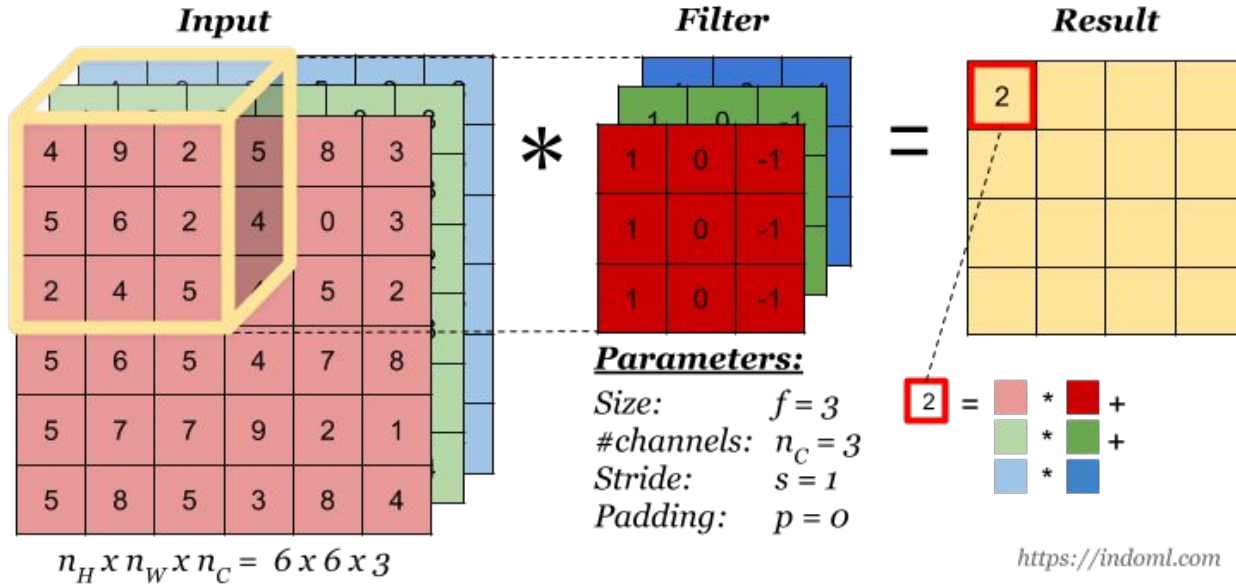 Input Filter Result
*
=
4 9 2 5 8 3
5 6 2 4 0 3
2 4 5 5 2
5 6 5 4 7 8
5 7 7 9 2 1
5 8 5 3 8 4
n_H x n_W x n_C = 6 x 6 x 3
1 0 -1
1 0 -1
1 0 -1
1 0 -1
Parameters:
Size: f = 3
#channels: n_C = 3
Stride: s = 1
Padding: p = 0
2
2 = * +
* +
*
https://indoml.com